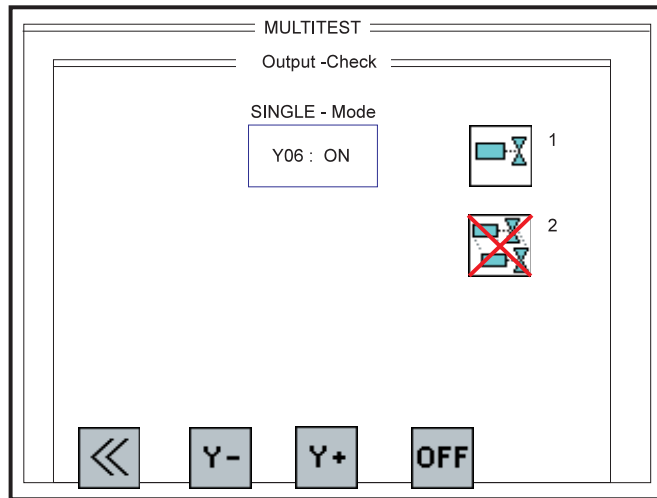 MULTITEST
Output -Check
SINGLE - Mode
Y06 : ON
1
2
Y-
Y+
OFF